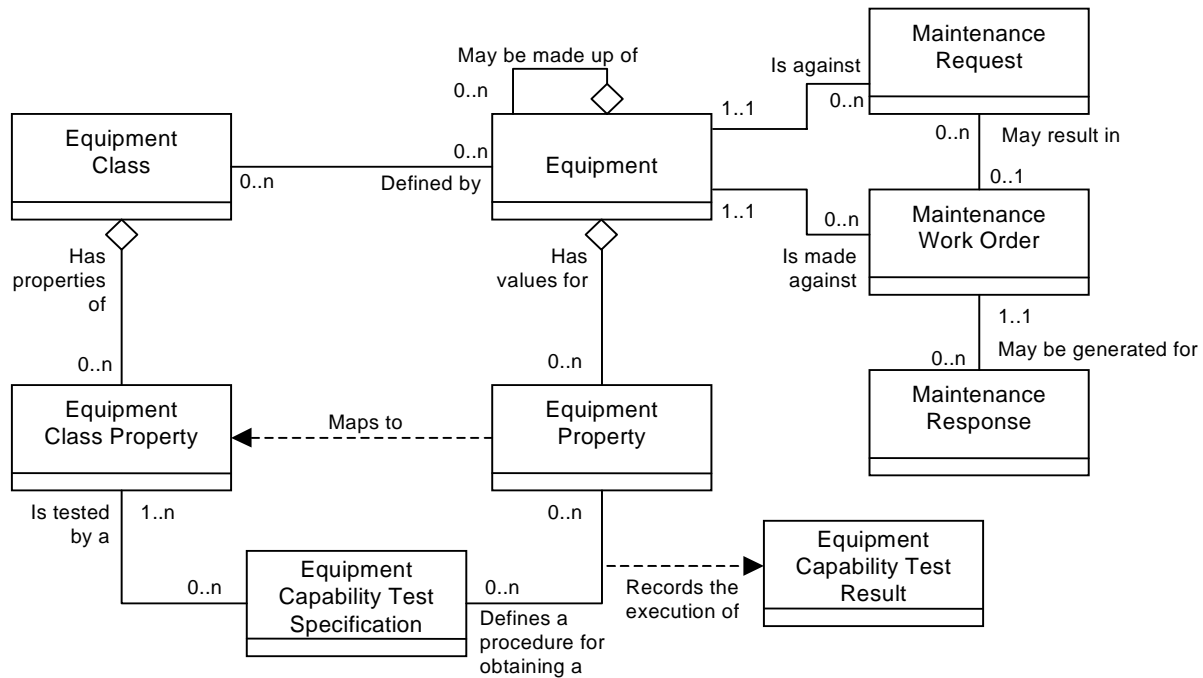 May be made up of
0..n
Maintenance
Request
Is against
0..n
1..1
Equipment
Class
0..n
Defined by
0..n
Equipment
0..n
May result in
0..1
1..1
0..n
Is made
against
Maintenance
Work Order
Has
properties
of
0..n
Has
values for
0..n
1..1
May be generated for
0..n
Maintenance
Response
Equipment
Class Property
Maps to
Equipment
Property
Is tested
by a
1..n
0..n
0..n
Equipment
Capability Test
Specification
0..n
Defines a
procedure for
obtaining a
Records the
execution of
Equipment
Capability Test
Result